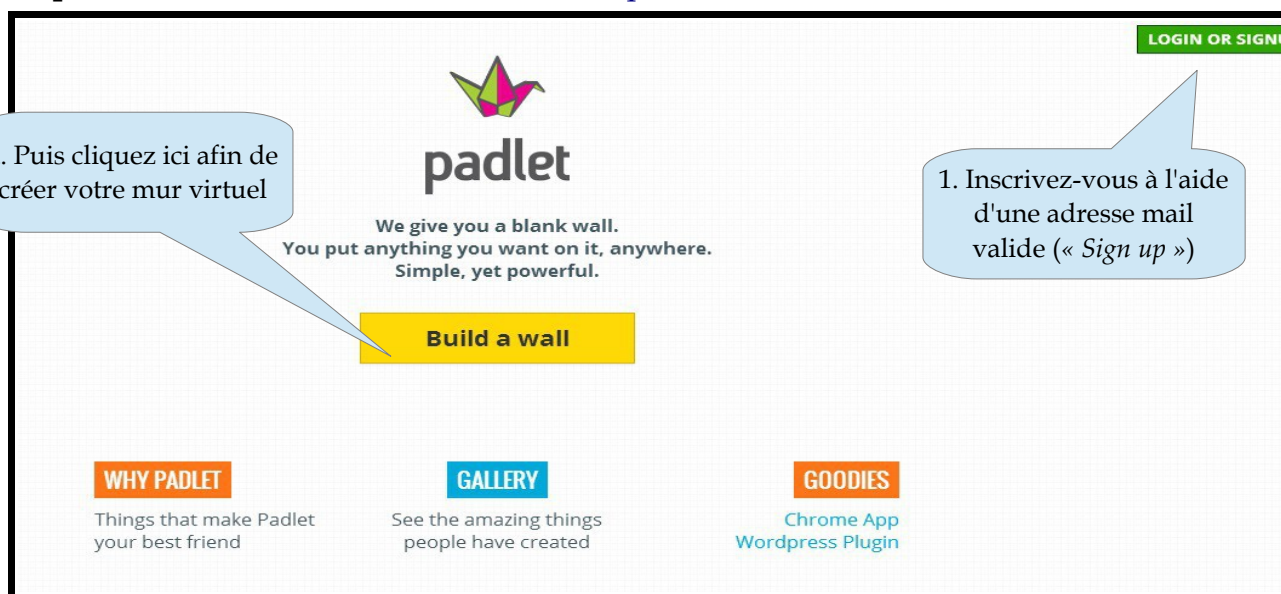 LOGIN OR SIGNU
. Puis cliquez ici afin de
créer votre mur virtuel
padlet
1. Inscrivez-vous à l'aide
d'une adresse mail
valide (« Sign up »)
We give you a blank wall.
You put anything you want on it, anywhere.
Simple, yet powerful.
Build a wall
WHY PADLET
Things that make Padlet
your best friend
GALLERY
See the amazing things
people have created
GOODIES
Chrome App
Wordpress Plugin